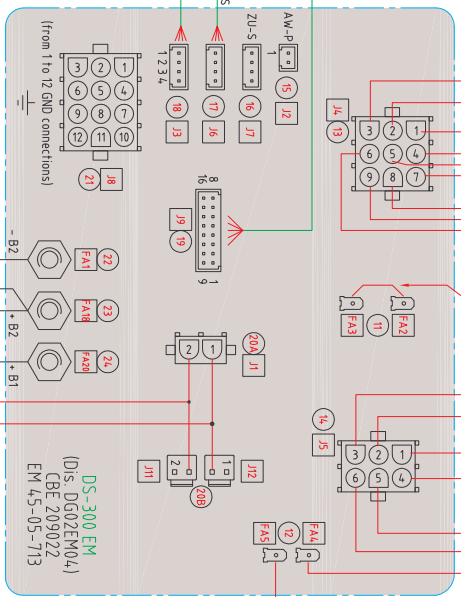 S
AW-P
1
15
J2
ZU-S
16
J7
17
J6
1 2 3 4
18
J3
(from 1 to 12 GND connections)
3 2 1
6 5 4
9 8 7
12 11 10
21
J8
J4
13
3 2 1
6 5 4
9 8 7
8
16
1
9
J9
19
- B2
FA1
22
+ B2
FA18
23
+ B1
FA20
24
FA3
11
FA2
2 1
20A
J1
14
J5
3 2 1
6 5 4
J11
2
1
J12
20B
FA5
12
FA4
DS-300 EM
(Dis. DG02EM04)
CBE 209022
EM 45-05-713